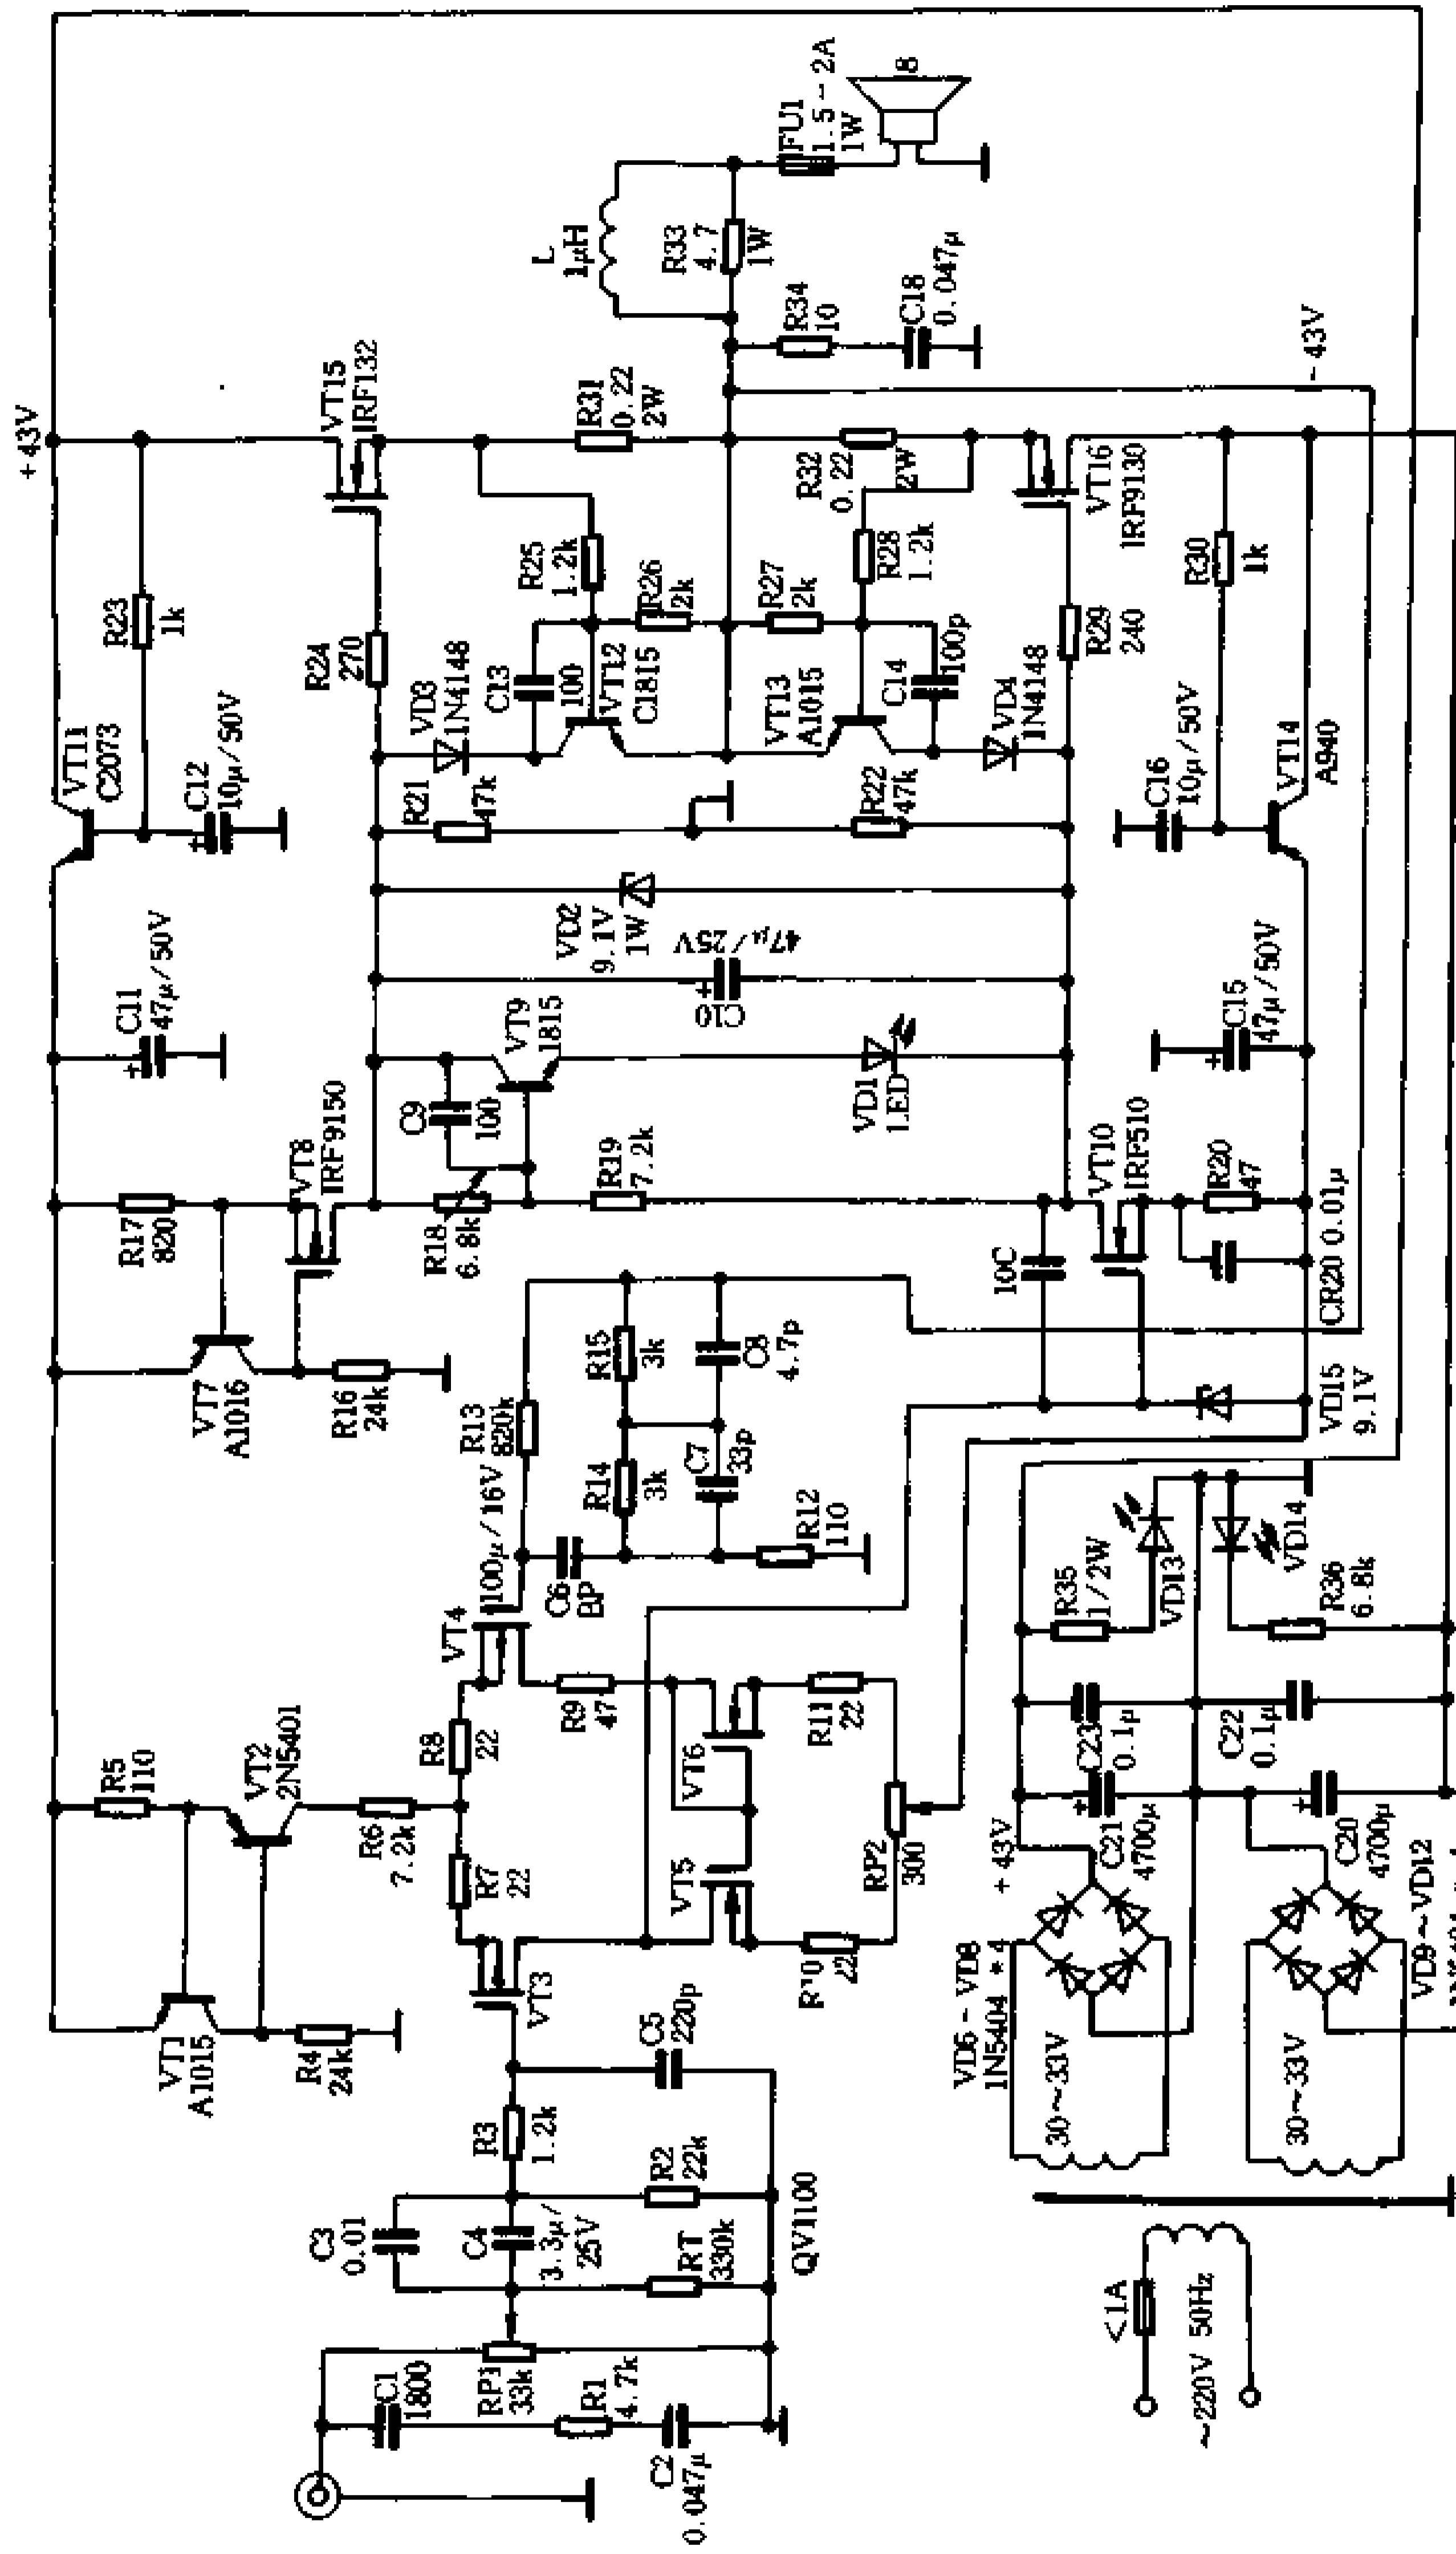 C1
1800
RP1
33k
R1
4.7k
C2
0.047μ
C3
0.01
C4
3.3μ/
25V
RT
330k
R2
22k
R3
1.2k
C5
220p
QV1100
VT1
A1015
R4
24k
R5
110
VT2
2N5401
R6
7.2k
R7
22
R8
22
VT3
VT4
R9
47
VT5
VT6
22
R11
22
RP2
300
100μ/16V
C6
BP
R13
820k
R14
3k
R15
3k
C7
33p
C8
4.7p
R12
110
VT7
A1016
R16
24k
R17
820
VT8
IRF9150
R18
6.8k
C9
100
VT9
1815
R19
7.2k
VD1
LED
10C
VT10
IRF510
R20
47
CR20 0.01μ
VD15
9.1V
C11
47μ/50V
C10
47μ/25V
VD2
9.1V
1W
C15
47μ/50V
VT11
C2073
C12
10μ/50V
R23
1k
R21
47k
R22
47k
VD3
1N4148
C13
100
VT12
C1815
VT13
A1015
C14
100p
VD4
1N4148
C16
10μ/50V
VT14
A940
R24
270
R25
1.2k
R26
2k
R27
2k
R28
1.2k
R29
240
R30
1k
+43V
VT15
IRF132
R31
0.22
2W
R32
0.22
2W
VT16
IRF9130
-43V
L
1μH
R33
4.7
1W
R34
10
C18
0.047μ
FU1
1.5-2A
1W
8
<1A
~220V 50Hz
30~33V
30~33V
VD5-VD8
1N5404*4
VD9~VD12
+43V
C21
4700μ
C20
4700μ
C23
0.1μ
C22
0.1μ
R35
1/2W
VD13
VD14
R36
6.8k